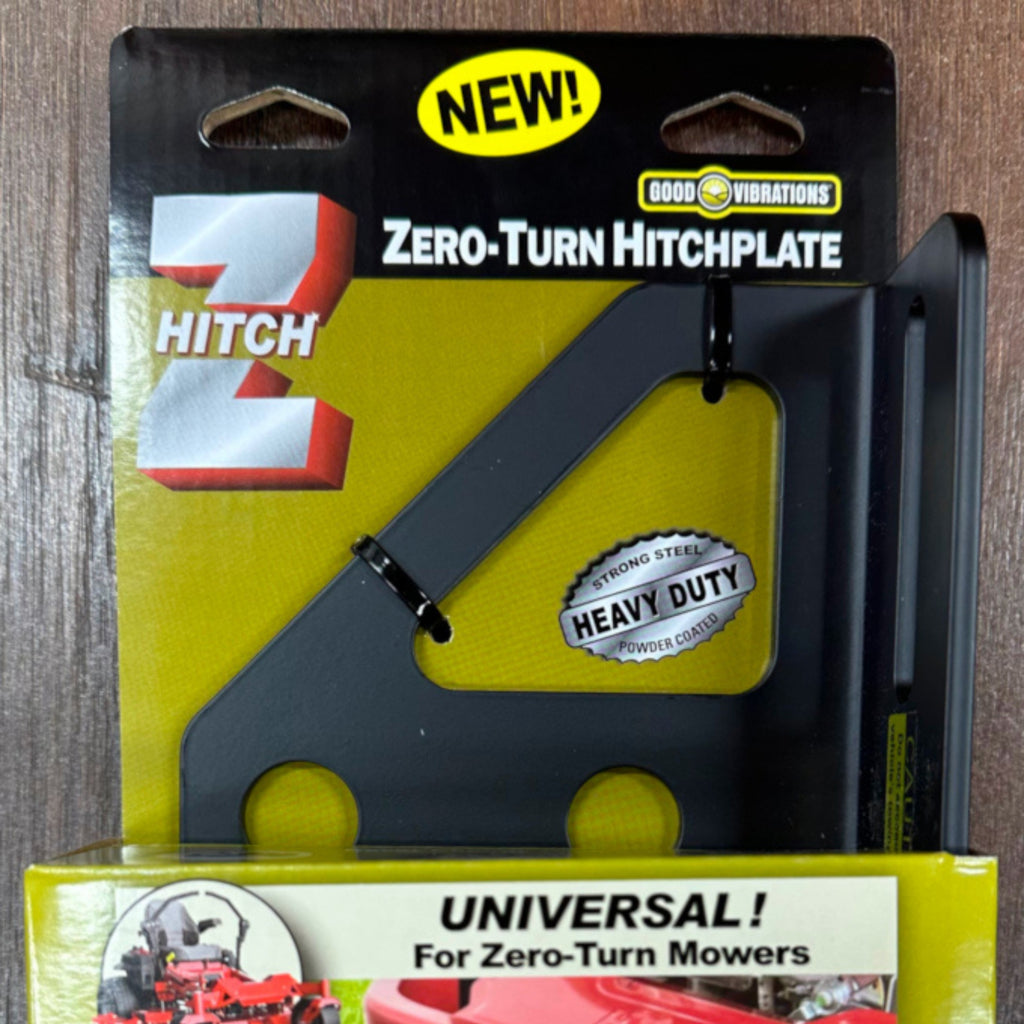 NEW!
GOOD VIBRATIONS
ZERO-TURN HITCHPLATE
Z
HITCH
STRONG STEEL
HEAVY DUTY
POWDER COATED
UNIVERSAL!
For Zero-Turn Mowers